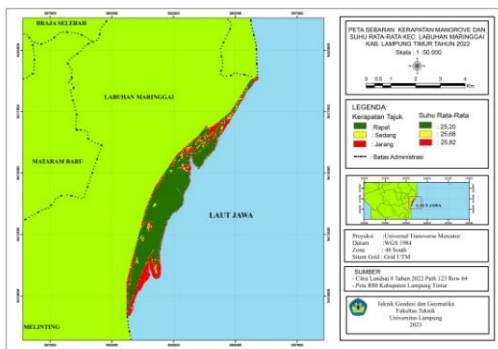 BRAJA SELEBAH
LABUHAN MARINGGAI
MATARAM BARU
LAUT JAWA
MELINTING
PETA SEBARAN KERAPATAN MANGROVE DAN
SUHU RATA-RATA KEC. LABUHAN MARINGGAI
KAB. LAMPUNG TIMUR TAHUN 2022
Skala : 1 :50.000
0 0,5 1 2 3 4
Km
LEGENDA:
Kerapatan Tajuk Suhu Rata-Rata
: Rapat : 25,20
: Sedang : 25,68
: Jarang : 25,82
: Batas Administrasi
LAUT JAWA
Proyeksi :Universal Transverse Mercator
Datum :WGS 1984
Zona : 48 South
Sitem Grid : Grid UTM
SUMBER
- Citra Landsat 8 Tahun 2022 Path 123 Row 64
- Peta RBI Kabupaten Lampung Timur
Teknik Geodesi dan Geomatika
Fakultas Teknik
Universitas Lampung
2023